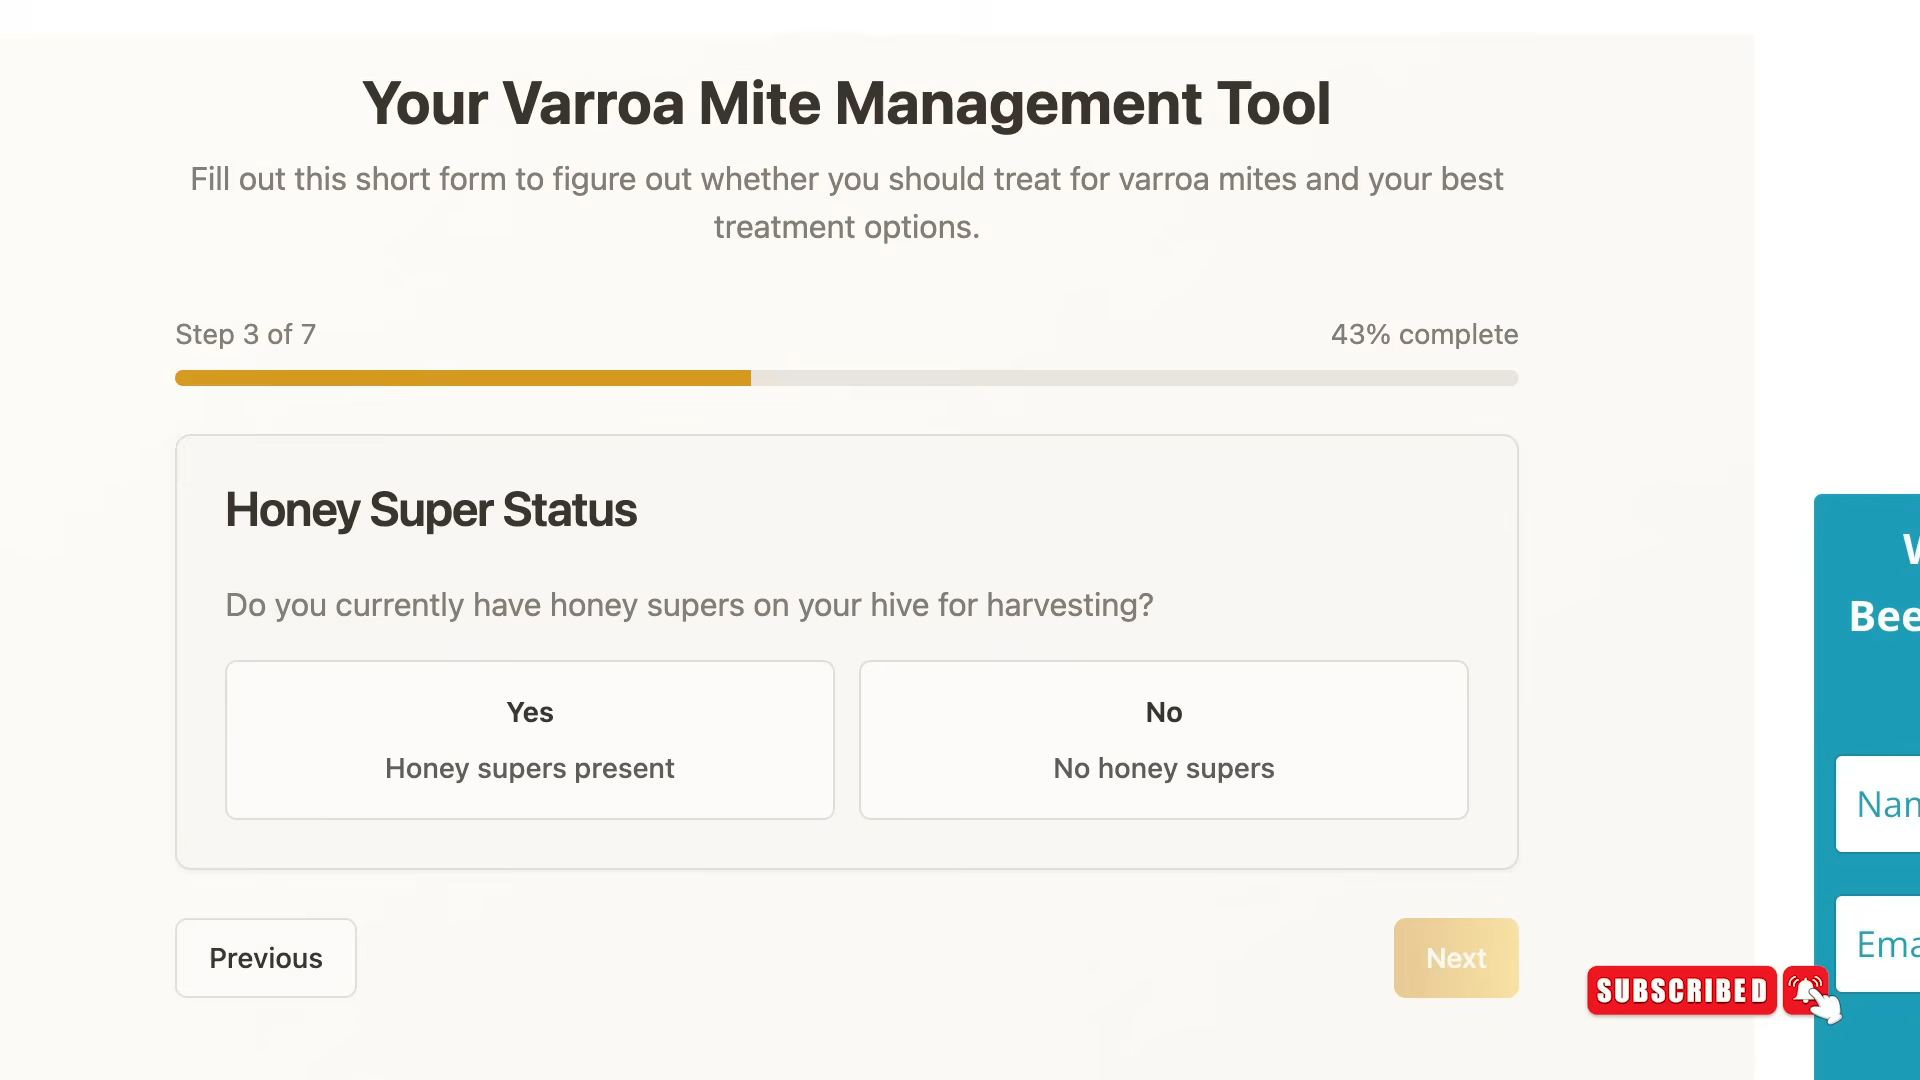 Your Varroa Mite Management Tool
Fill out this short form to figure out whether you should treat for varroa mites and your best
treatment options.
Step 3 of 7
43% complete
Honey Super Status
Do you currently have honey supers on your hive for harvesting?
Yes
Honey supers present
No
No honey supers
Previous
Next
SUBSCRIBED
Bee